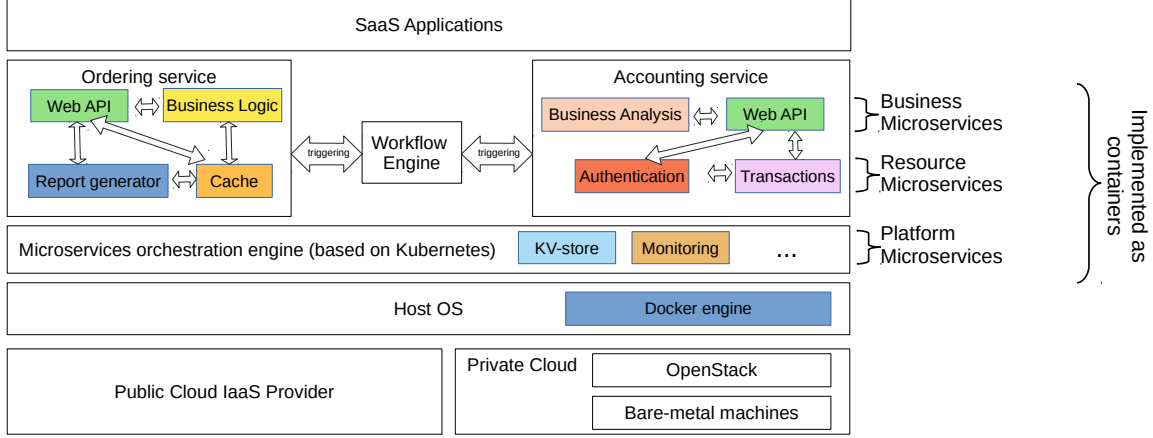 SaaS Applications
Ordering service
Web API
Business Logic
Report generator
Cache
triggering
Workflow
Engine
triggering
Accounting service
Business Analysis
Web API
Authentication
Transactions
Business
Microservices
Resource
Microservices
Microservices orchestration engine (based on Kubernetes)
KV-store
Monitoring
...
Platform
Microservices
Implemented as
containers
Host OS
Docker engine
Public Cloud IaaS Provider
Private Cloud
OpenStack
Bare-metal machines